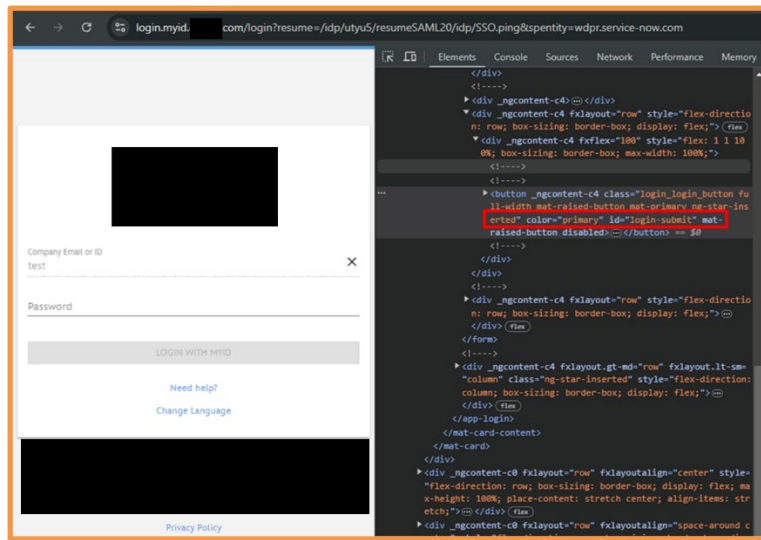 login.myid. com/login?resume=/idp/utyu5/resumeSAML20/idp/SSO.ping&spentity=wdpr.service-now.com
Company Email or ID
test
Password
LOGIN WITH MYID
Need help?
Change Language
Privacy Policy
Elements Console Sources Network Performance Memory
</div>
<!---->
<div _ngcontent-c4>…</div>
<div _ngcontent-c4 fxlayout="row" style="flex-directio
n: row; box-sizing: border-box; display: flex;"> flex
<div _ngcontent-c4 fxflex="100" style="flex: 1 1 10
0%; box-sizing: border-box; max-width: 100%;">
<!---->
<!---->
… <button _ngcontent-c4 class="login_login_button fu
ll-width mat-raised-button mat-primary ng-star-ins
erted" color="primary" id="login-submit" mat-
raised-button disabled>…</button> == $0
<!---->
</div>
</div>
<!---->
<div _ngcontent-c4 fxlayout="row" style="flex-directio
n: row; box-sizing: border-box; display: flex;">…
</div> flex
</form>
<!---->
<div _ngcontent-c4 fxlayout.gt-md="row" fxlayout.lt-sm=
"column" class="ng-star-inserted" style="flex-direction:
column; box-sizing: border-box; display: flex;">…
</div> flex
</app-login>
</mat-card-content>
</mat-card>
</div>
<div _ngcontent-c0 fxlayout="row" fxlayoutalign="center" style=
"flex-direction: row; box-sizing: border-box; display: flex; ma
x-height: 100%; place-content: stretch center; align-items: str
etch;">…</div> flex
<div _ngcontent-c0 fxlayout="row" fxlayoutalign="space-around c